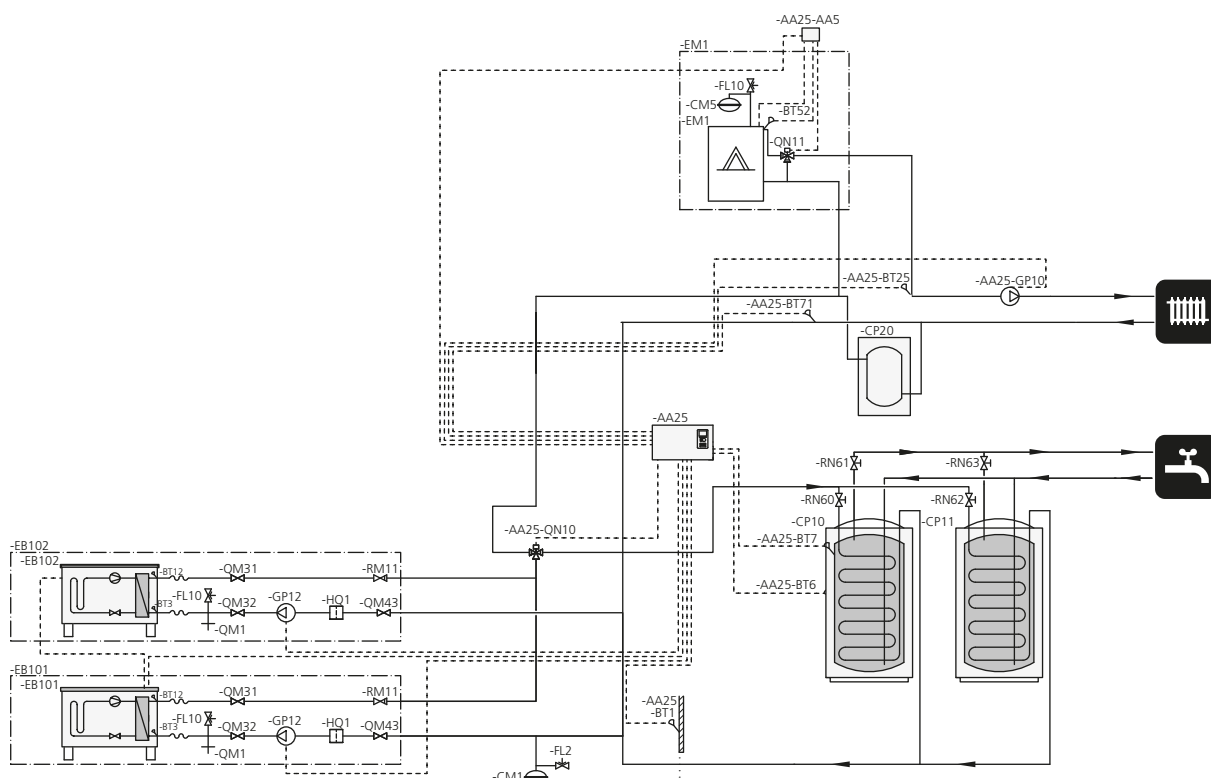 -AA25-AA5
-EM1
-FL10
-CM5
-BT52
-EM1
-QN11
-AA25-BT25
-AA25-GP10
-AA25-BT71
-CP20
-AA25
-RN61
-RN63
-RN60
-RN62
-AA25-QN10
-CP10
-CP11
-AA25-BT7
-AA25-BT6
-EB102
-EB102
-BT12
-QM31
-RM11
-BT3
-FL10
-QM32
-GP12
-HQ1
-QM43
-QM1
-EB101
-EB101
-BT12
-QM31
-RM11
-BT3
-FL10
-QM32
-GP12
-HQ1
-QM43
-QM1
-AA25
-BT1
-FL2
-CM1